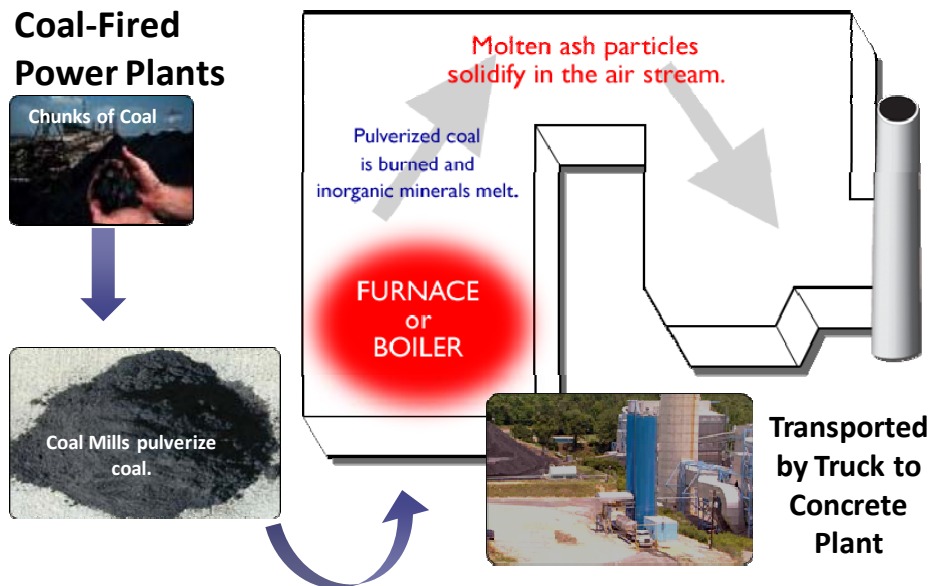 Coal-Fired
Power Plants
Chunks of Coal
Molten ash particles
solidify in the air stream.
Pulverized coal
is burned and
inorganic minerals melt.
FURNACE
or
BOILER
Coal Mills pulverize
coal.
Transported
by Truck to
Concrete
Plant